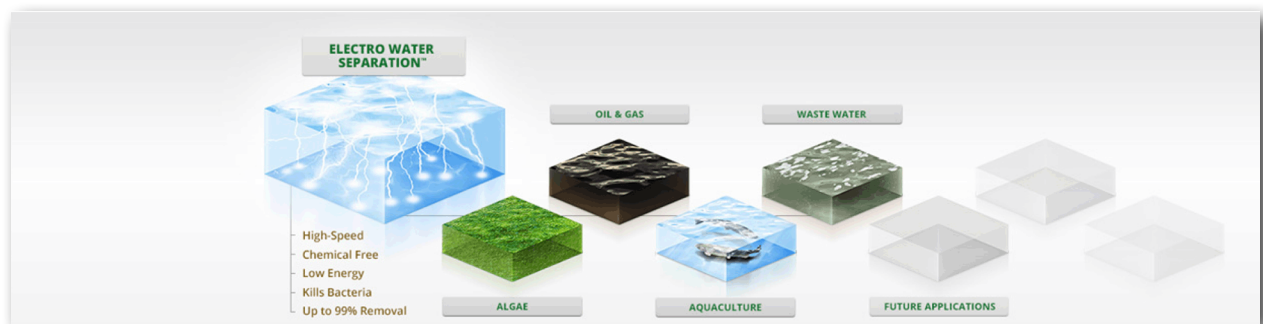 ELECTRO WATER
SEPARATION™
OIL & GAS
WASTE WATER
High-Speed
Chemical Free
Low Energy
Kills Bacteria
Up to 99% Removal
ALGAE
AQUACULTURE
FUTURE APPLICATIONS